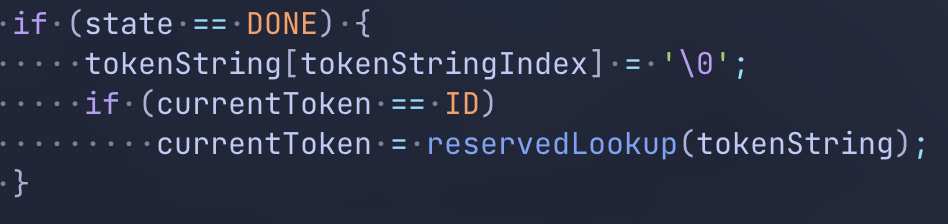 if (state == DONE) {
    tokenString[tokenStringIndex] = '\0';
    if (currentToken == ID)
        currentToken = reservedLookup(tokenString);
}